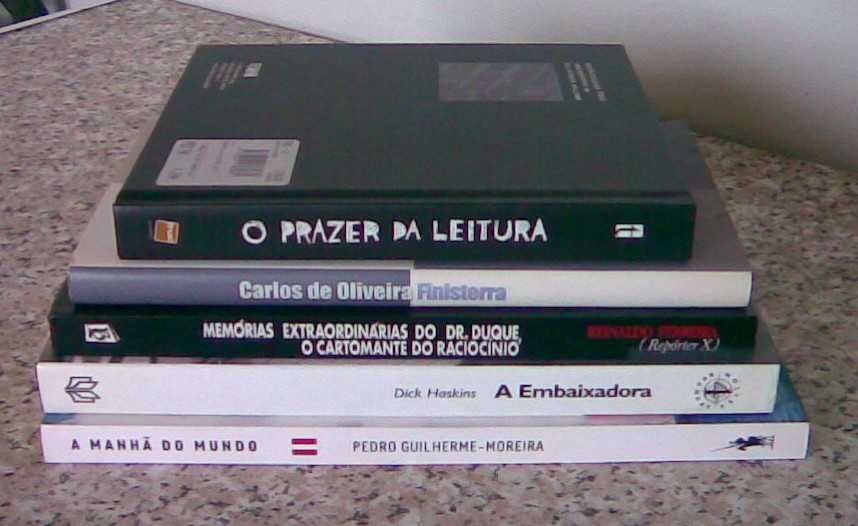 O PRAZER DA LEITURA
Carlos de Oliveira Finisterra
MEMÓRIAS EXTRAORDINÁRIAS DO DR. DUQUE,
O CARTOMANTE DO RACIOCÍNIO
REINALDO FERREIRA
(Repórter X)
Dick Haskins A Embaixadora
A MANHÃ DO MUNDO PEDRO GUILHERME-MOREIRA